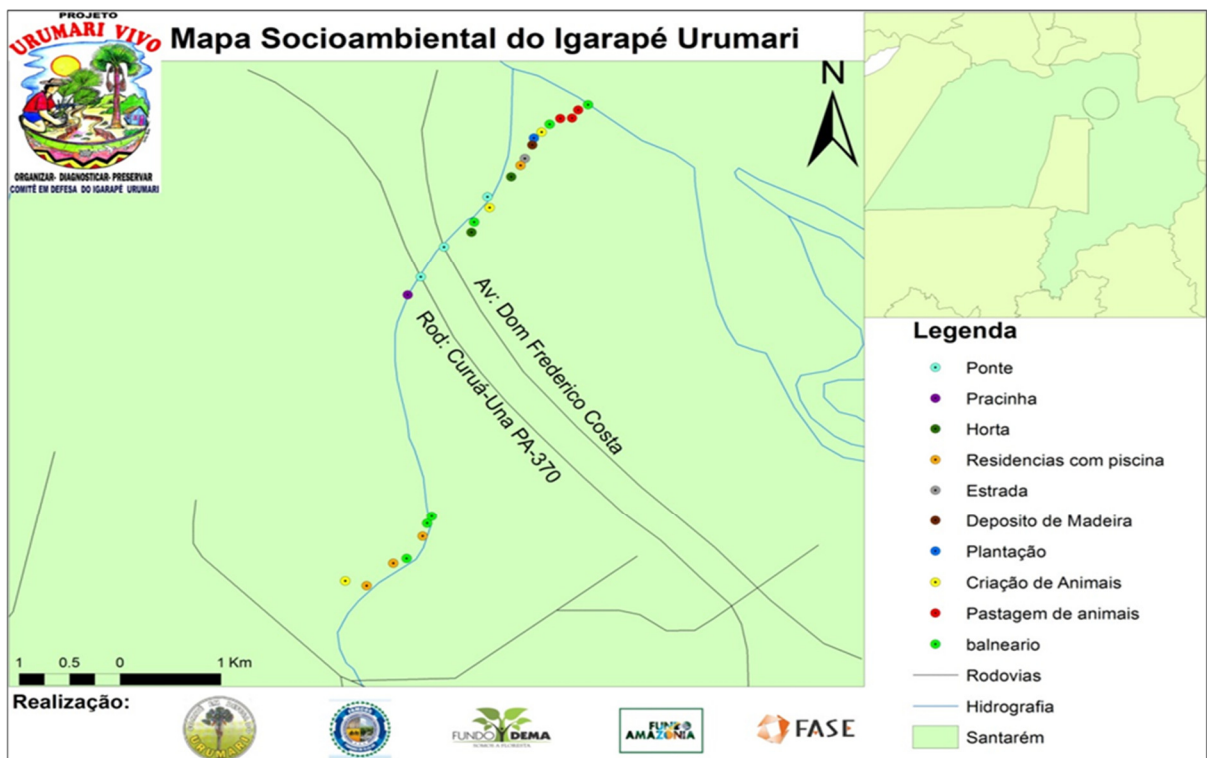 PROJETO
URUMARI VIVO
ORGANIZAR- DIAGNOSTICAR- PRESERVAR
COMITÊ EM DEFESA DO IGARAPÉ URUMARI
Mapa Socioambiental do Igarapé Urumari
N
Av: Dom Frederico Costa
Rod: Curuá-Una PA-370
1 0.5 0 1 Km
Legenda
Ponte
Pracinha
Horta
Residencias com piscina
Estrada
Deposito de Madeira
Plantação
Criação de Animais
Pastagem de animais
balneario
Rodovias
Hidrografia
Santarém
Realização:
URUMARI
FUNDO DEMA
SOMOS A FLORESTA
FUNDO
AMAZÔNIA
FASE